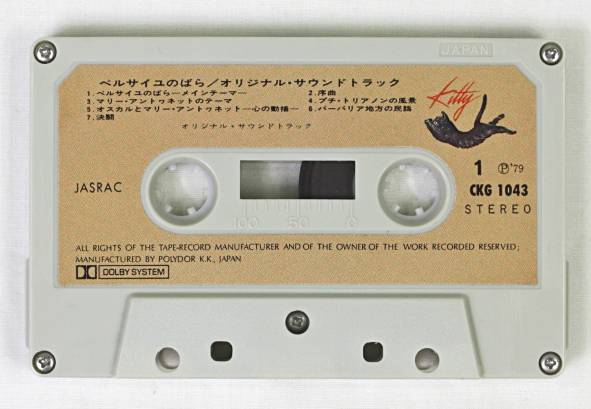 JAPAN
ベルサイユのばら／オリジナル・サウンドトラック
1.ベルサイユのばら—メインテーマ— 2.序曲
3.マリー・アントゥネットのテーマ 4.プチ・トリアノンの風景
5.オスカルとマリー・アントゥネット—心の動揺— 6.バーバリア地方の民謡
7.決闘
オリジナル・サウンドトラック
Kitty
JASRAC
1 Ⓟ'79
CKG 1043
STEREO
100 50 0
ALL RIGHTS OF THE TAPE-RECORD MANUFACTURER AND OF THE OWNER OF THE WORK RECORDED RESERVED;
MANUFACTURED BY POLYDOR K.K., JAPAN
DOLBY SYSTEM